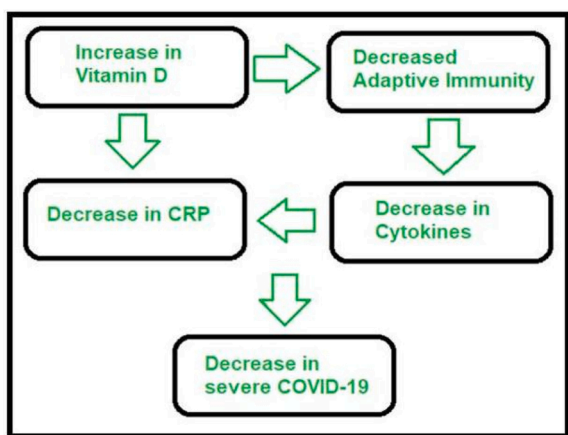 Increase in
Vitamin D
Decreased
Adaptive Immunity
Decrease in CRP
Decrease in
Cytokines
Decrease in
severe COVID-19